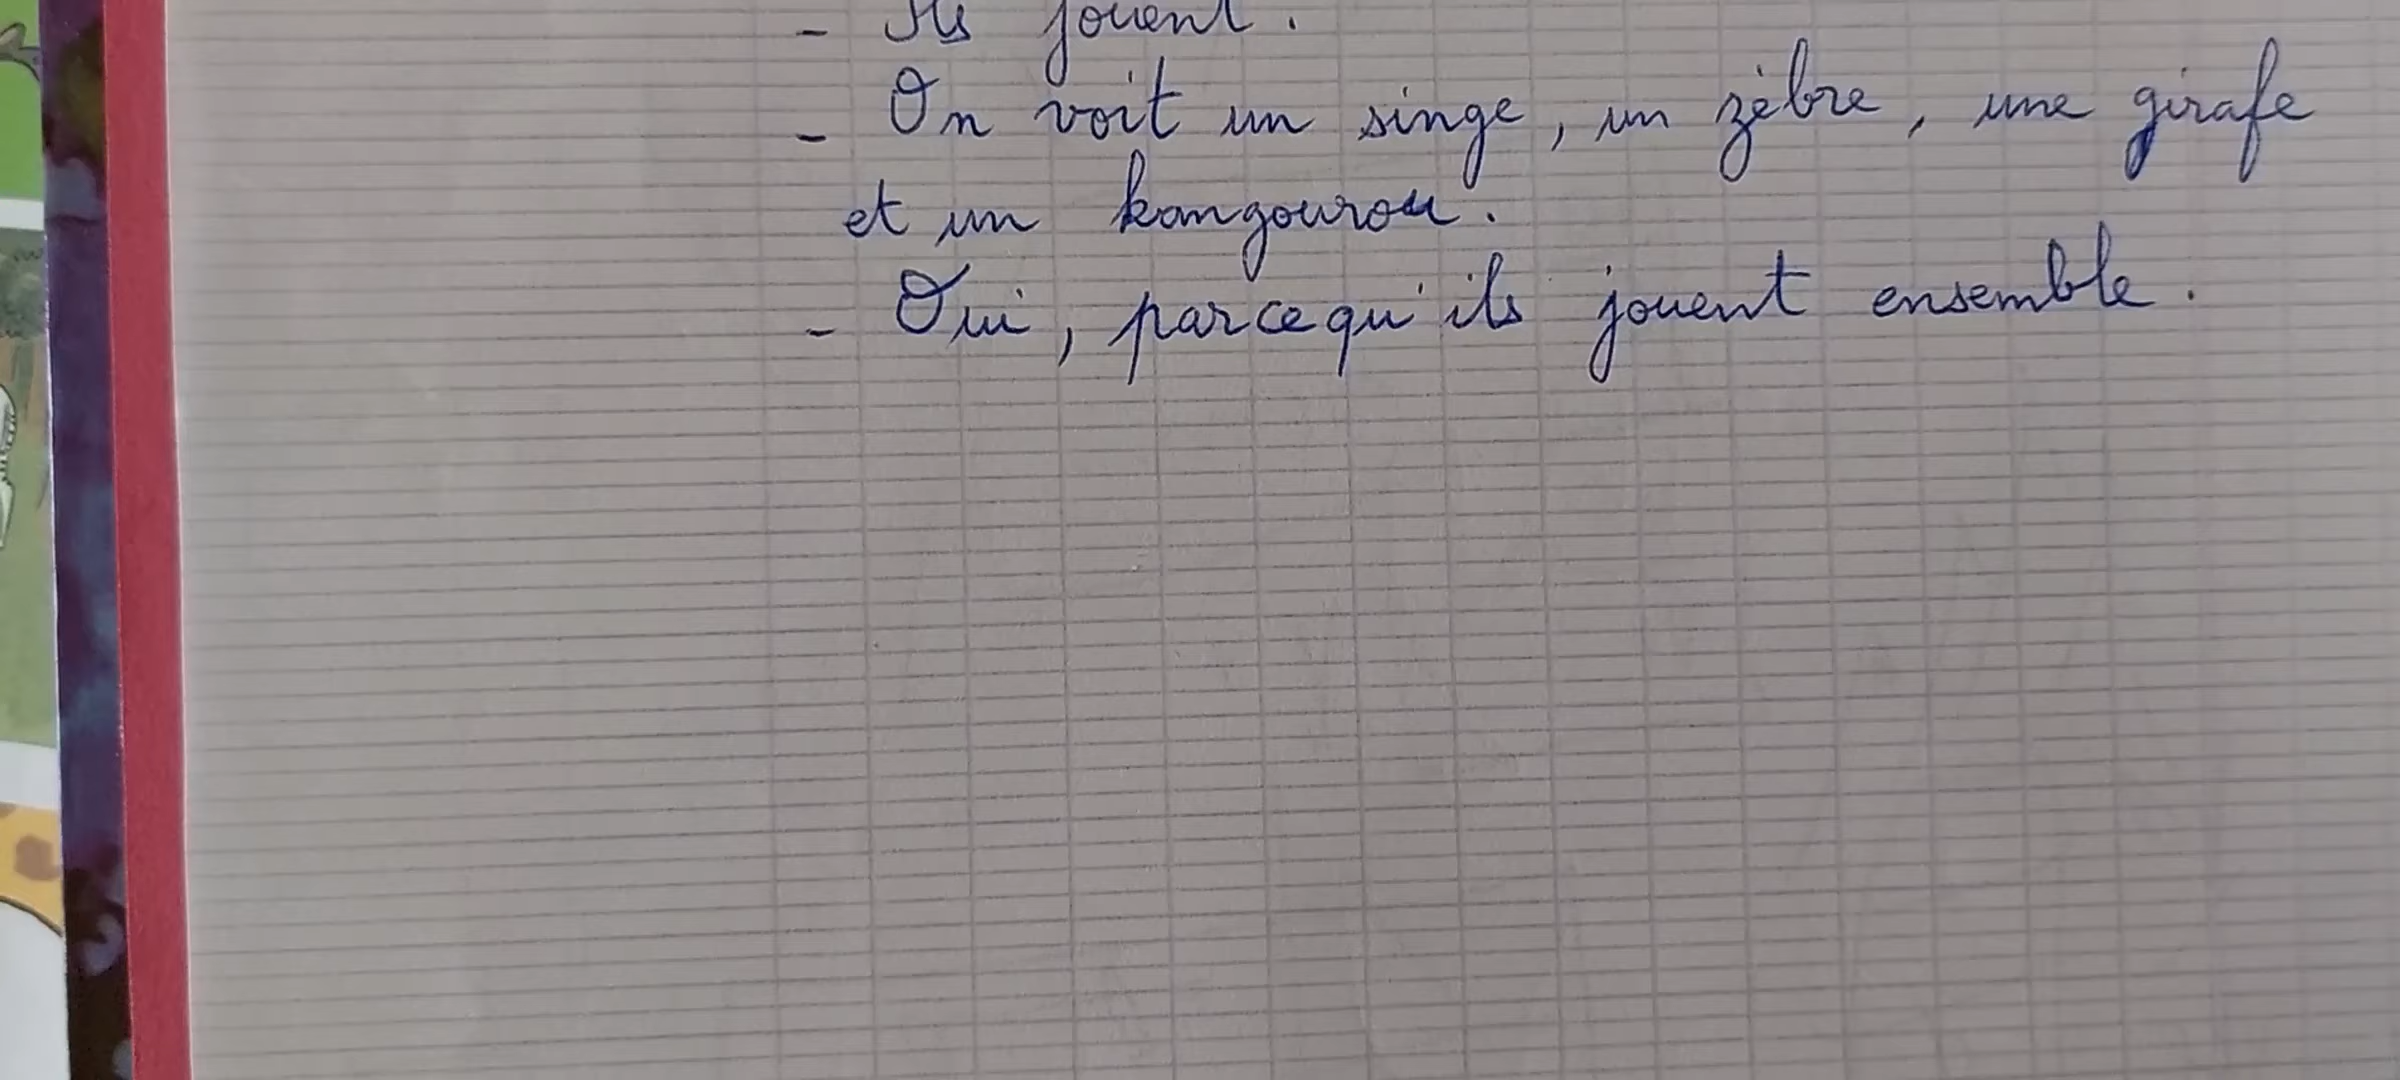 - Ils jouent.
- On voit un singe, un zèbre, une girafe
et un kangourou.
- Oui, parcequ'ils jouent ensemble.